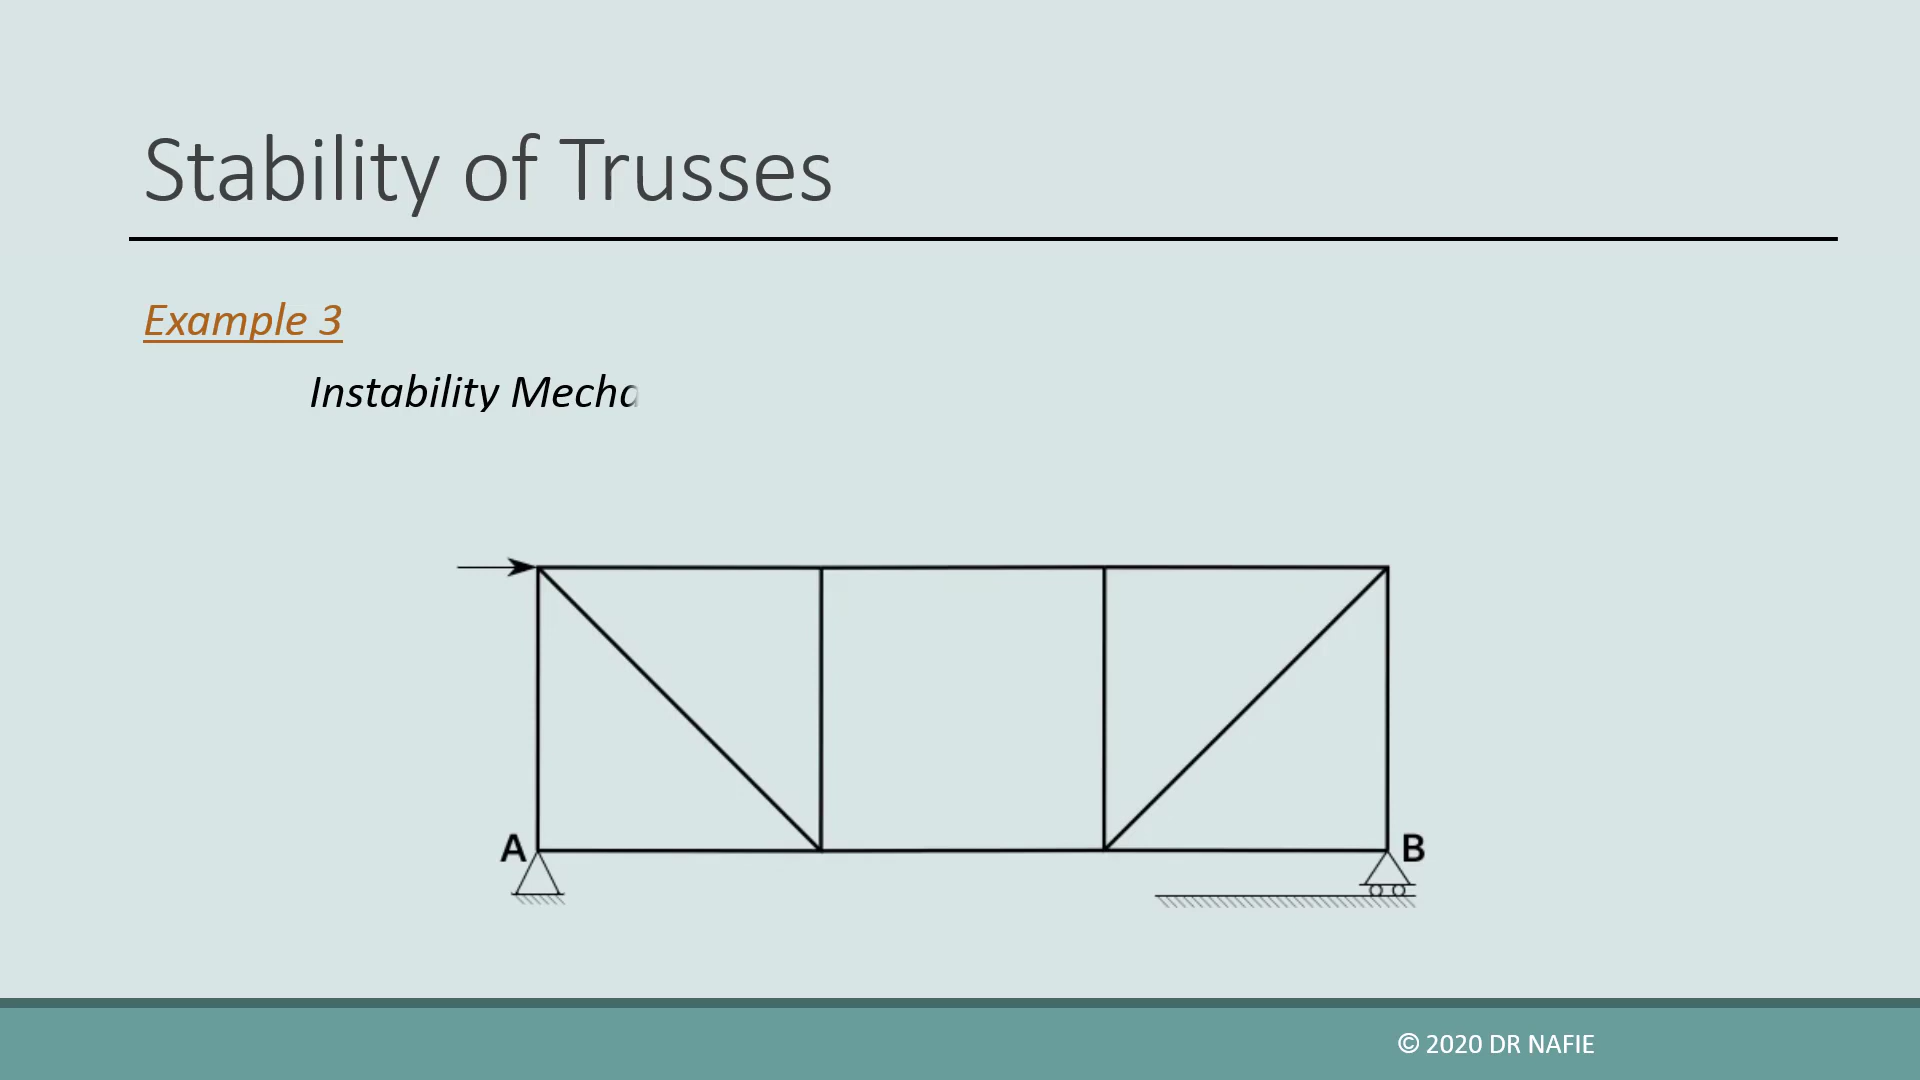 Stability of Trusses
Example 3
Instability Mecha
A
B
© 2020 DR NAFIE